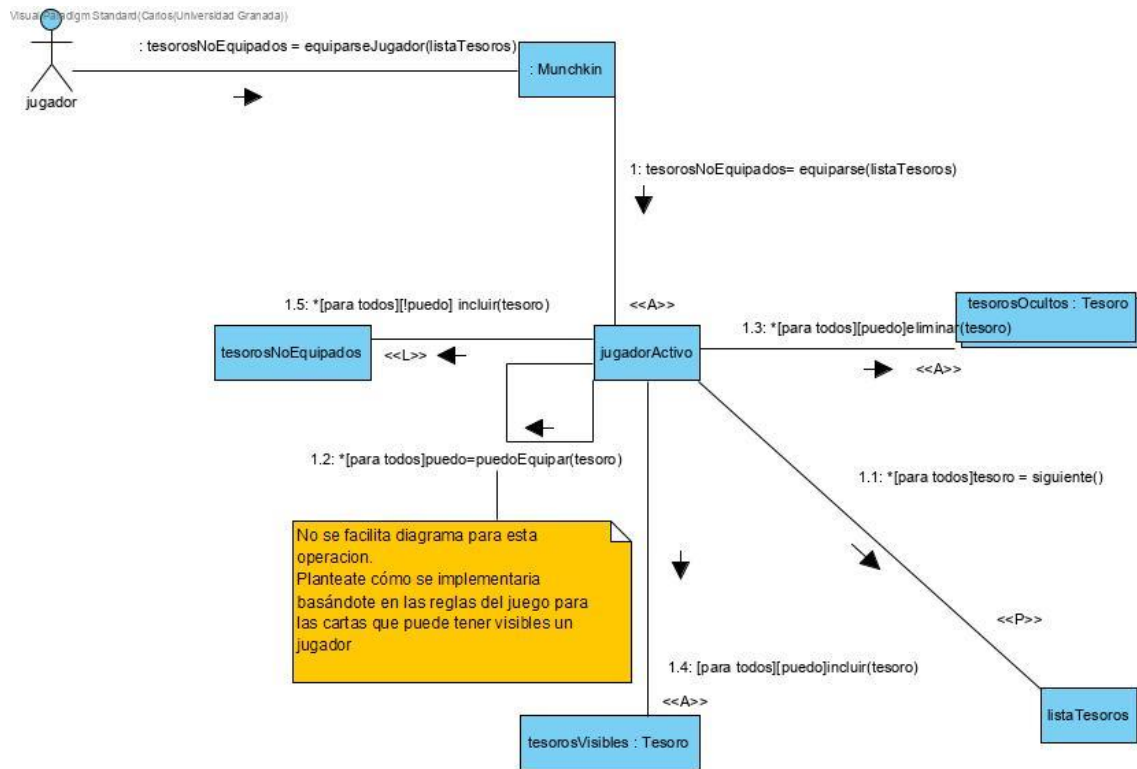 Visual Paradigm Standard(Carlos(Universidad Granada))
: tesorosNoEquipados = equiparseJugador(listaTesoros)
: Munchkin
jugador
1: tesorosNoEquipados= equiparse(listaTesoros)
1.5: *[para todos][!puedo] incluir(tesoro)
<<A>>
tesorosOcultos : Tesoro
1.3: *[para todos][puedo]eliminar(tesoro)
tesorosNoEquipados
<<L>>
jugadorActivo
<<A>>
1.2: *[para todos]puedo=puedoEquipar(tesoro)
1.1: *[para todos]tesoro = siguiente()
No se facilita diagrama para esta
operacion.
Planteate cómo se implementaria
basándote en las reglas del juego para
las cartas que puede tener visibles un
jugador
<<P>>
1.4: [para todos][puedo]incluir(tesoro)
<<A>>
listaTesoros
tesorosVisibles : Tesoro